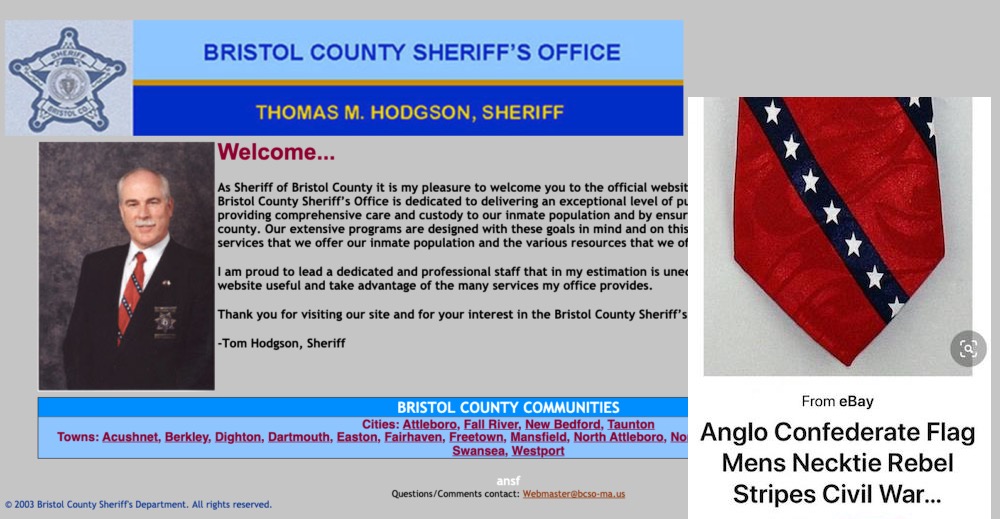 SHERIFF
BRISTOL CO.
BRISTOL COUNTY SHERIFF'S OFFICE
THOMAS M. HODGSON, SHERIFF
Welcome...
As Sheriff of Bristol County it is my pleasure to welcome you to the official websit
Bristol County Sheriff's Office is dedicated to delivering an exceptional level of pu
providing comprehensive care and custody to our inmate population and by ensur
county. Our extensive programs are designed with these goals in mind and on this
services that we offer our inmate population and the various resources that we of
I am proud to lead a dedicated and professional staff that in my estimation is uneq
website useful and take advantage of the many services my office provides.
Thank you for visiting our site and for your interest in the Bristol County Sheriff's
-Tom Hodgson, Sheriff
BRISTOL COUNTY COMMUNITIES
Cities: Attleboro, Fall River, New Bedford, Taunton
Towns: Acushnet, Berkley, Dighton, Dartmouth, Easton, Fairhaven, Freetown, Mansfield, North Attleboro, No
Swansea, Westport
ansf
Questions/Comments contact: Webmaster@bcso-ma.us
© 2003 Bristol County Sheriff's Department. All rights reserved.
From eBay
Anglo Confederate Flag
Mens Necktie Rebel
Stripes Civil War...